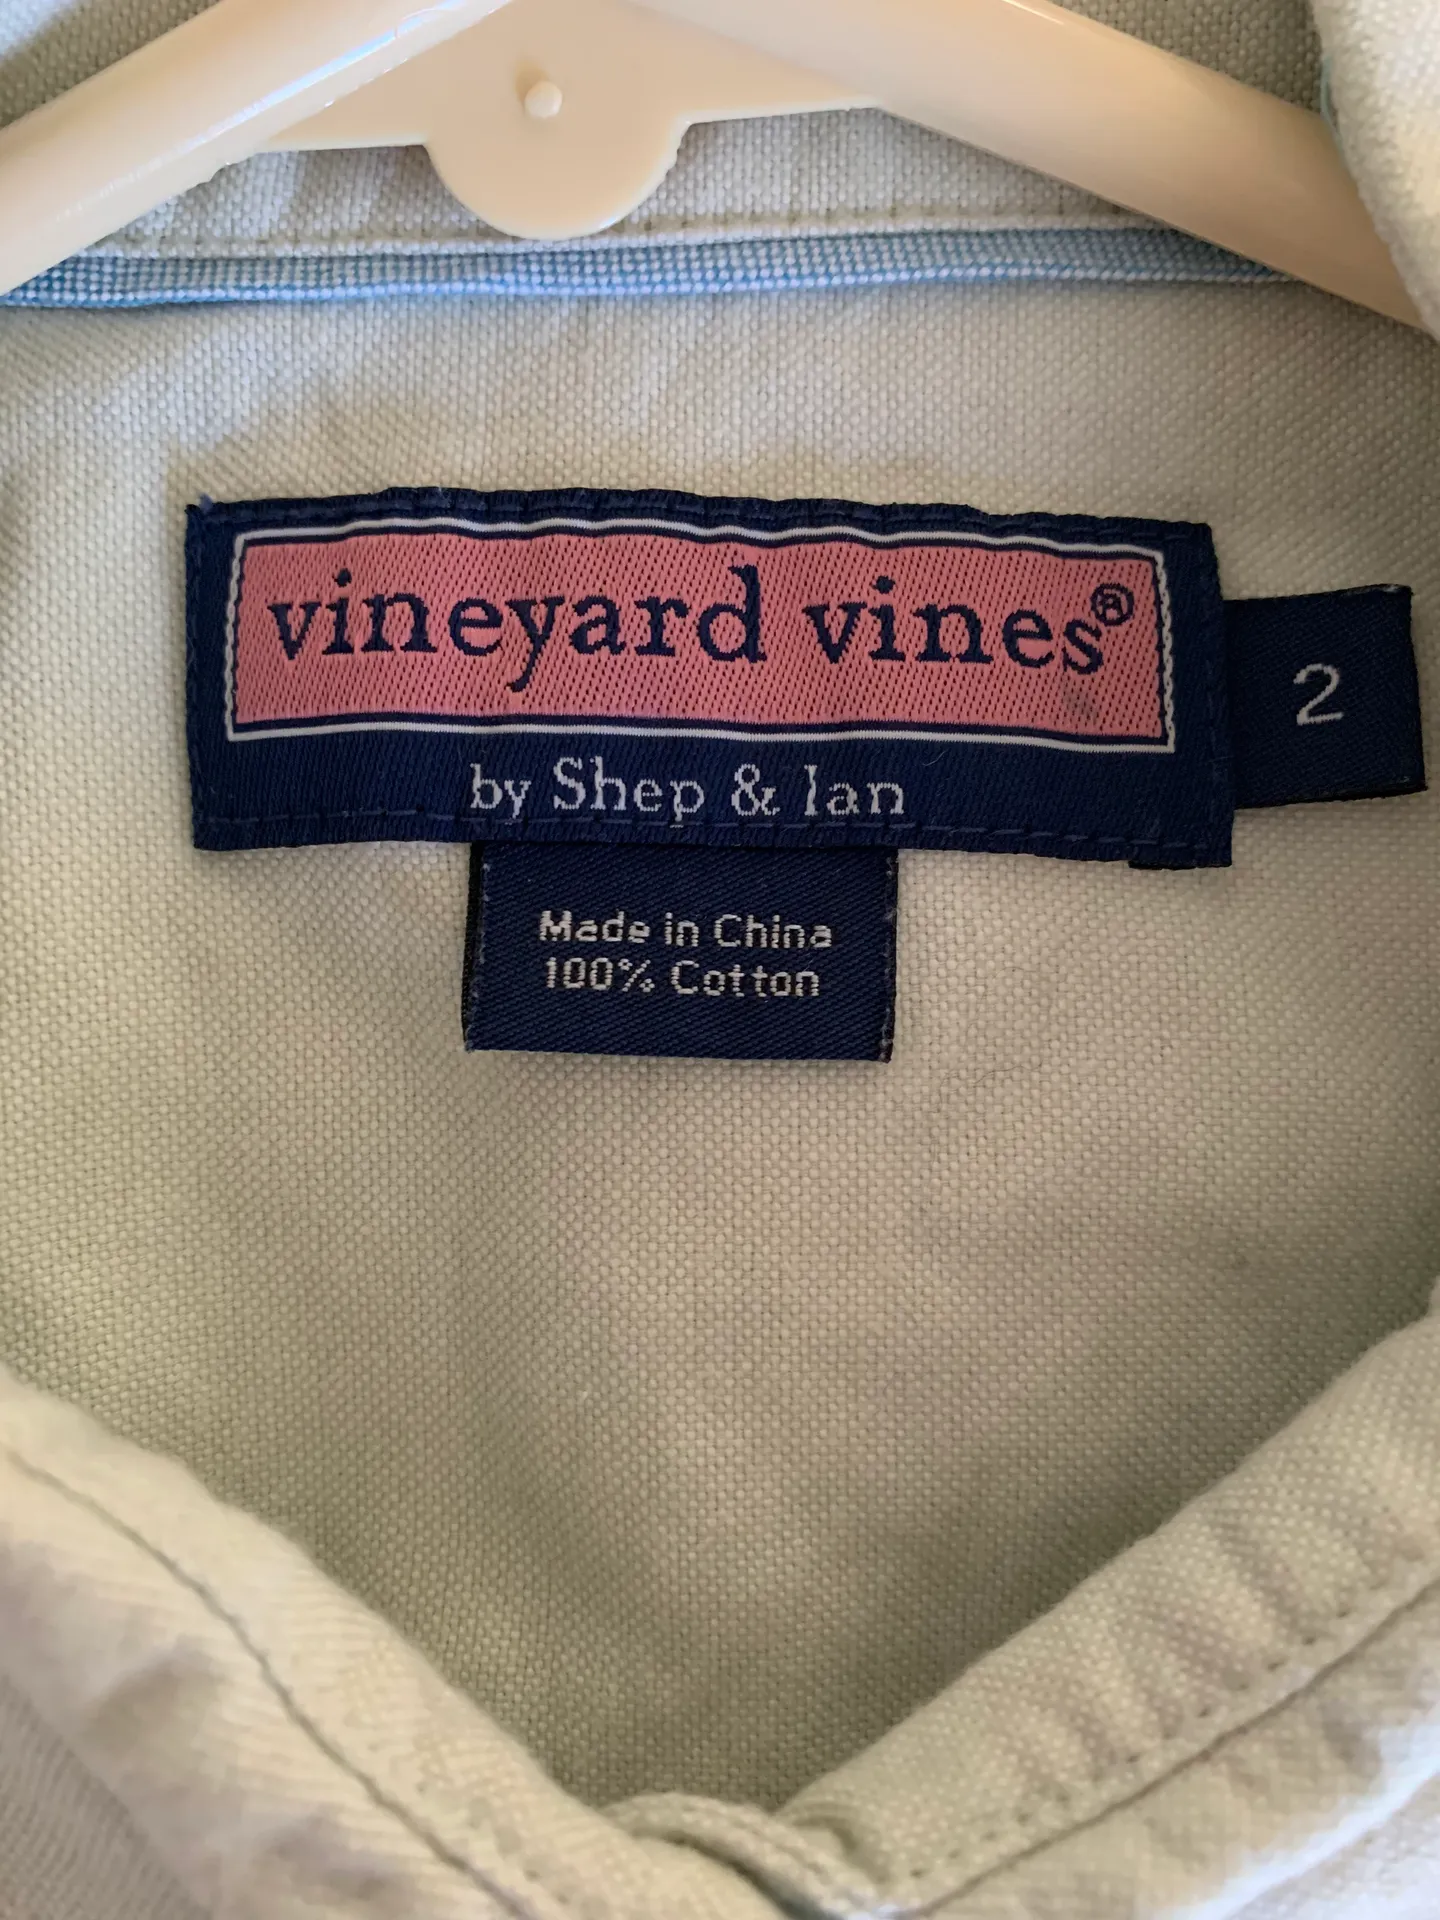 vineyard vines®
2
by Shep & Ian
Made in China
100% Cotton